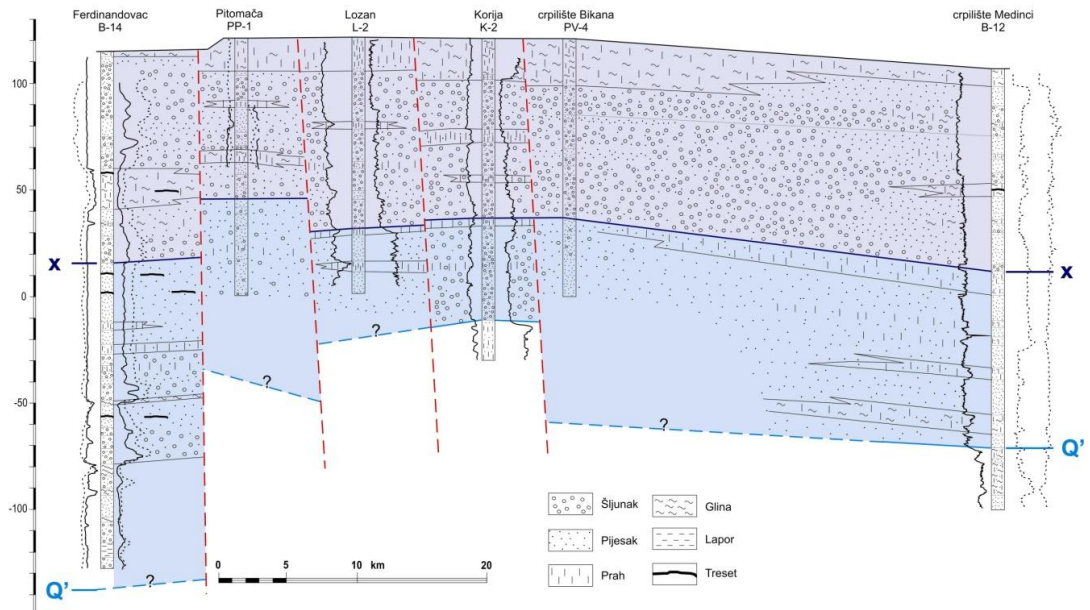 Ferdinandovac
B-14
Pitomača
PP-1
Lozan
L-2
Korija
K-2
crpilište Bikana
PV-4
crpilište Medinci
B-12
100
50
0
-50
-100
x
x
?
?
?
?
?
Q’
Q’
Šljunak
Glina
Pijesak
Lapor
Prah
Treset
0
5
10 km
20